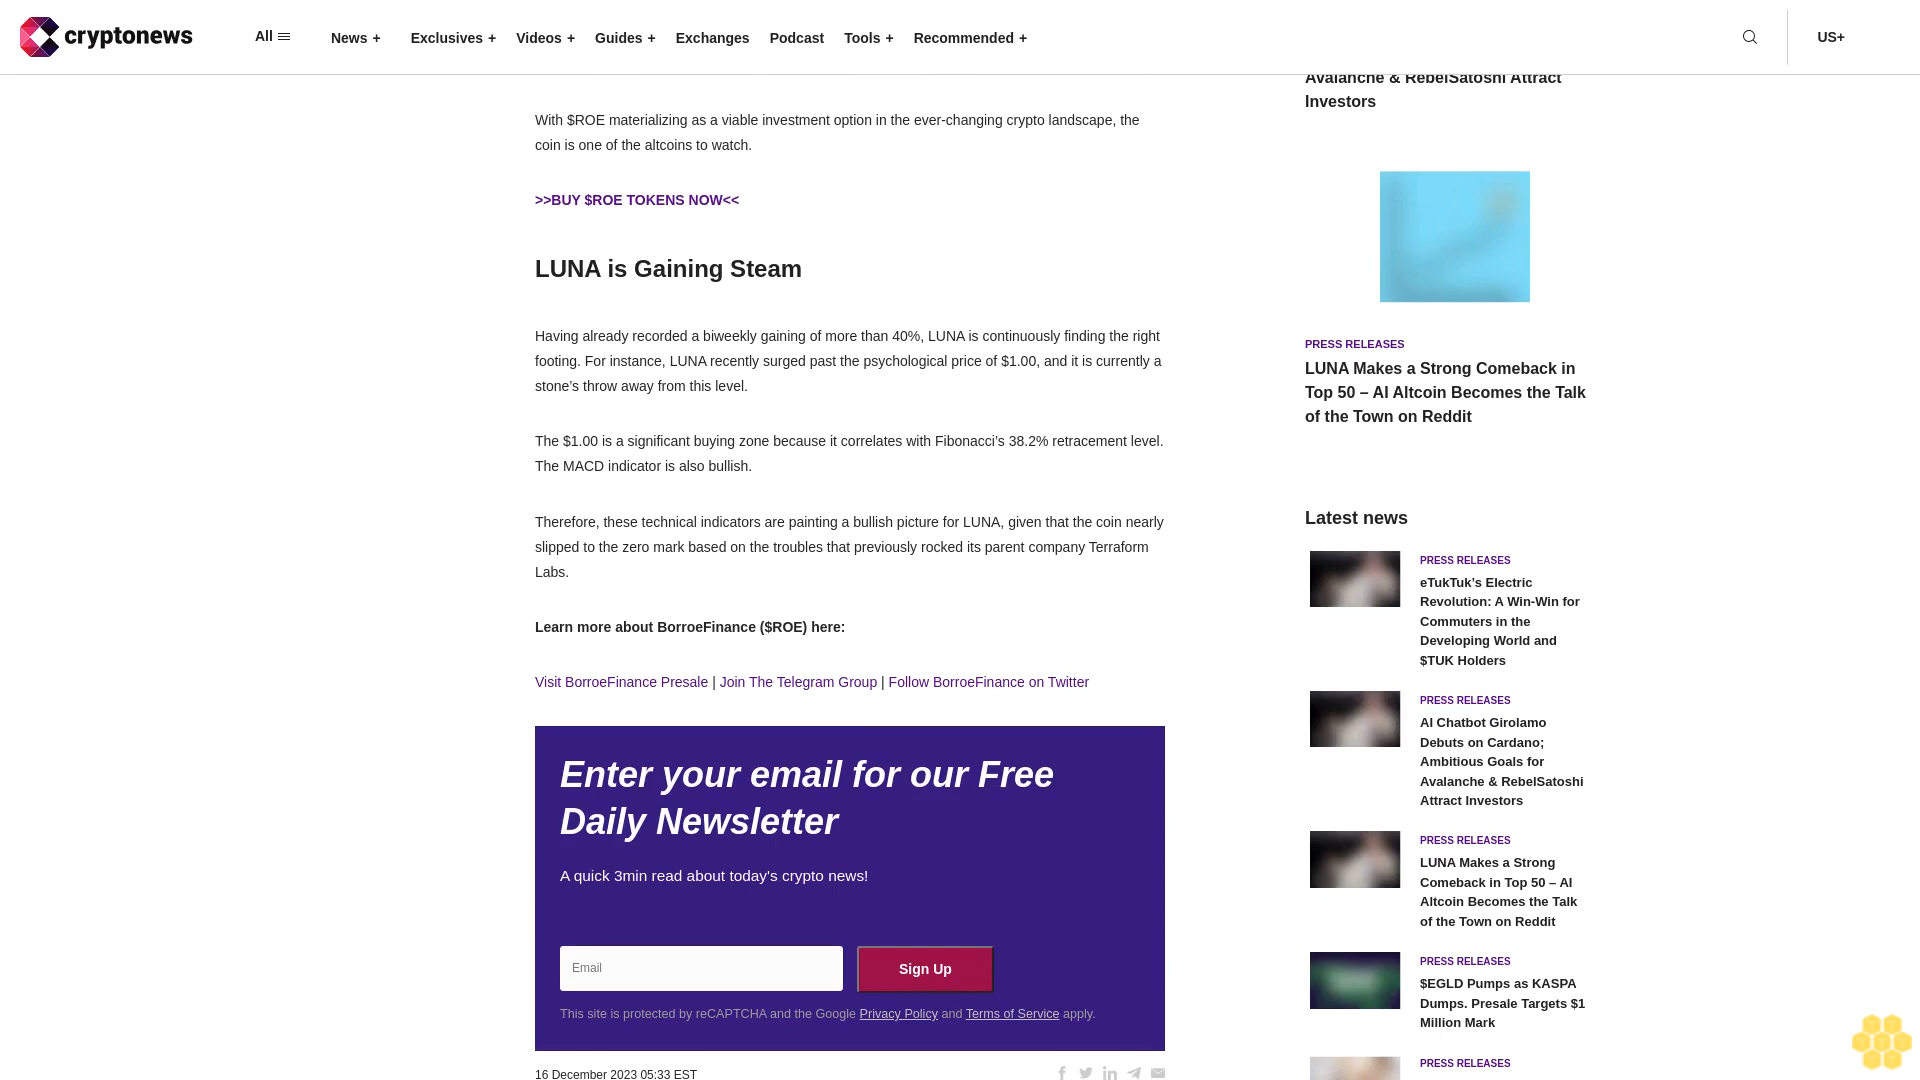 cryptonews
All
News +
Exclusives +
Videos +
Guides +
Exchanges
Podcast
Tools +
Recommended +
US+
With $ROE materializing as a viable investment option in the ever-changing crypto landscape, the
coin is one of the altcoins to watch.
>>BUY $ROE TOKENS NOW<<
LUNA is Gaining Steam
Having already recorded a biweekly gaining of more than 40%, LUNA is continuously finding the right
footing. For instance, LUNA recently surged past the psychological price of $1.00, and it is currently a
stone’s throw away from this level.
The $1.00 is a significant buying zone because it correlates with Fibonacci’s 38.2% retracement level.
The MACD indicator is also bullish.
Therefore, these technical indicators are painting a bullish picture for LUNA, given that the coin nearly
slipped to the zero mark based on the troubles that previously rocked its parent company Terraform
Labs.
Learn more about BorroeFinance ($ROE) here:
Visit BorroeFinance Presale | Join The Telegram Group | Follow BorroeFinance on Twitter
Enter your email for our Free
Daily Newsletter
A quick 3min read about today's crypto news!
Email
Sign Up
This site is protected by reCAPTCHA and the Google Privacy Policy and Terms of Service apply.
16 December 2023 05:33 EST
Avalanche & RebelSatoshi Attract
Investors
PRESS RELEASES
LUNA Makes a Strong Comeback in
Top 50 – AI Altcoin Becomes the Talk
of the Town on Reddit
Latest news
PRESS RELEASES
eTukTuk’s Electric
Revolution: A Win-Win for
Commuters in the
Developing World and
$TUK Holders
PRESS RELEASES
AI Chatbot Girolamo
Debuts on Cardano;
Ambitious Goals for
Avalanche & RebelSatoshi
Attract Investors
PRESS RELEASES
LUNA Makes a Strong
Comeback in Top 50 – AI
Altcoin Becomes the Talk
of the Town on Reddit
PRESS RELEASES
$EGLD Pumps as KASPA
Dumps. Presale Targets $1
Million Mark
PRESS RELEASES